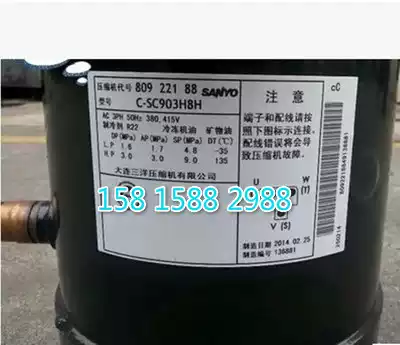 压缩机代号 809 221 88 SANYO
型号 C-SC903H8H
AC 3PH 50Hz 380,415V
制冷剂 R22 冷冻机油 矿物油
DP(MPa) AP(MPa) SP(MPa) DT(℃)
L.P 1.6 1.7 4.8 -35
H.P 3.0 3.0 9.0 135
大连三洋压缩机有限公司
注意
端子和配线请按
照下图标示连接。
配线错误将会导
致压缩机故障.
U W
(T)
V (S)
制造日期 2014.02.25
制造编号 136881
cC
80922188A9136881
250214
158 1588 2988